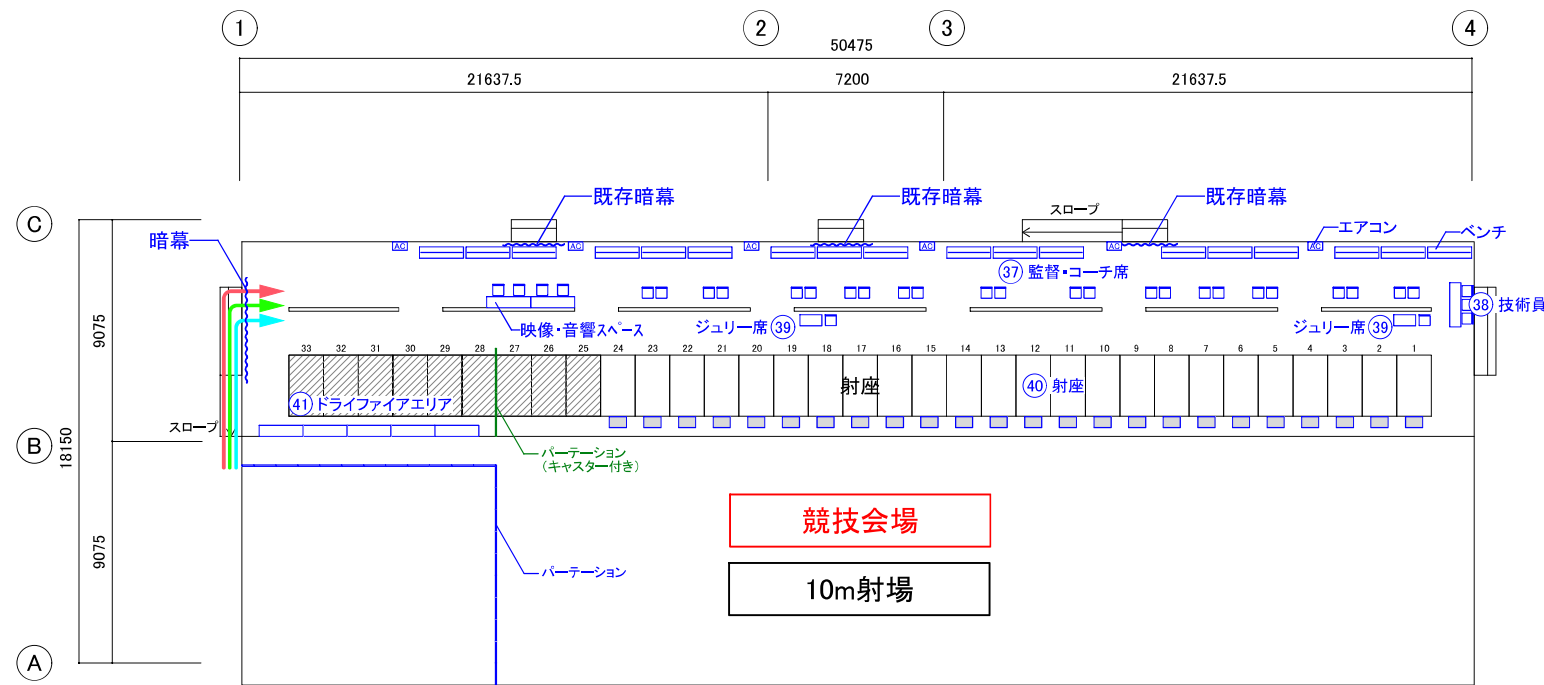 1
2
3
4
50475
21637.5
7200
21637.5
C
B
A
9075
18150
9075
暗幕
既存暗幕
既存暗幕
スロープ
既存暗幕
エアコン
ベンチ
AC
AC
AC
AC
AC
AC
37 監督・コーチ席
38 技術員
映像・音響スペース
ジュリー席 39
ジュリー席 39
33 32 31 30 29 28 27 26 25 24 23 22 21 20 19 18 17 16 15 14 13 12 11 10 9 8 7 6 5 4 3 2 1
射座
40 射座
41 ドライファイアエリア
スロープ
パーテーション
(キャスター付き)
競技会場
パーテーション
10m射場